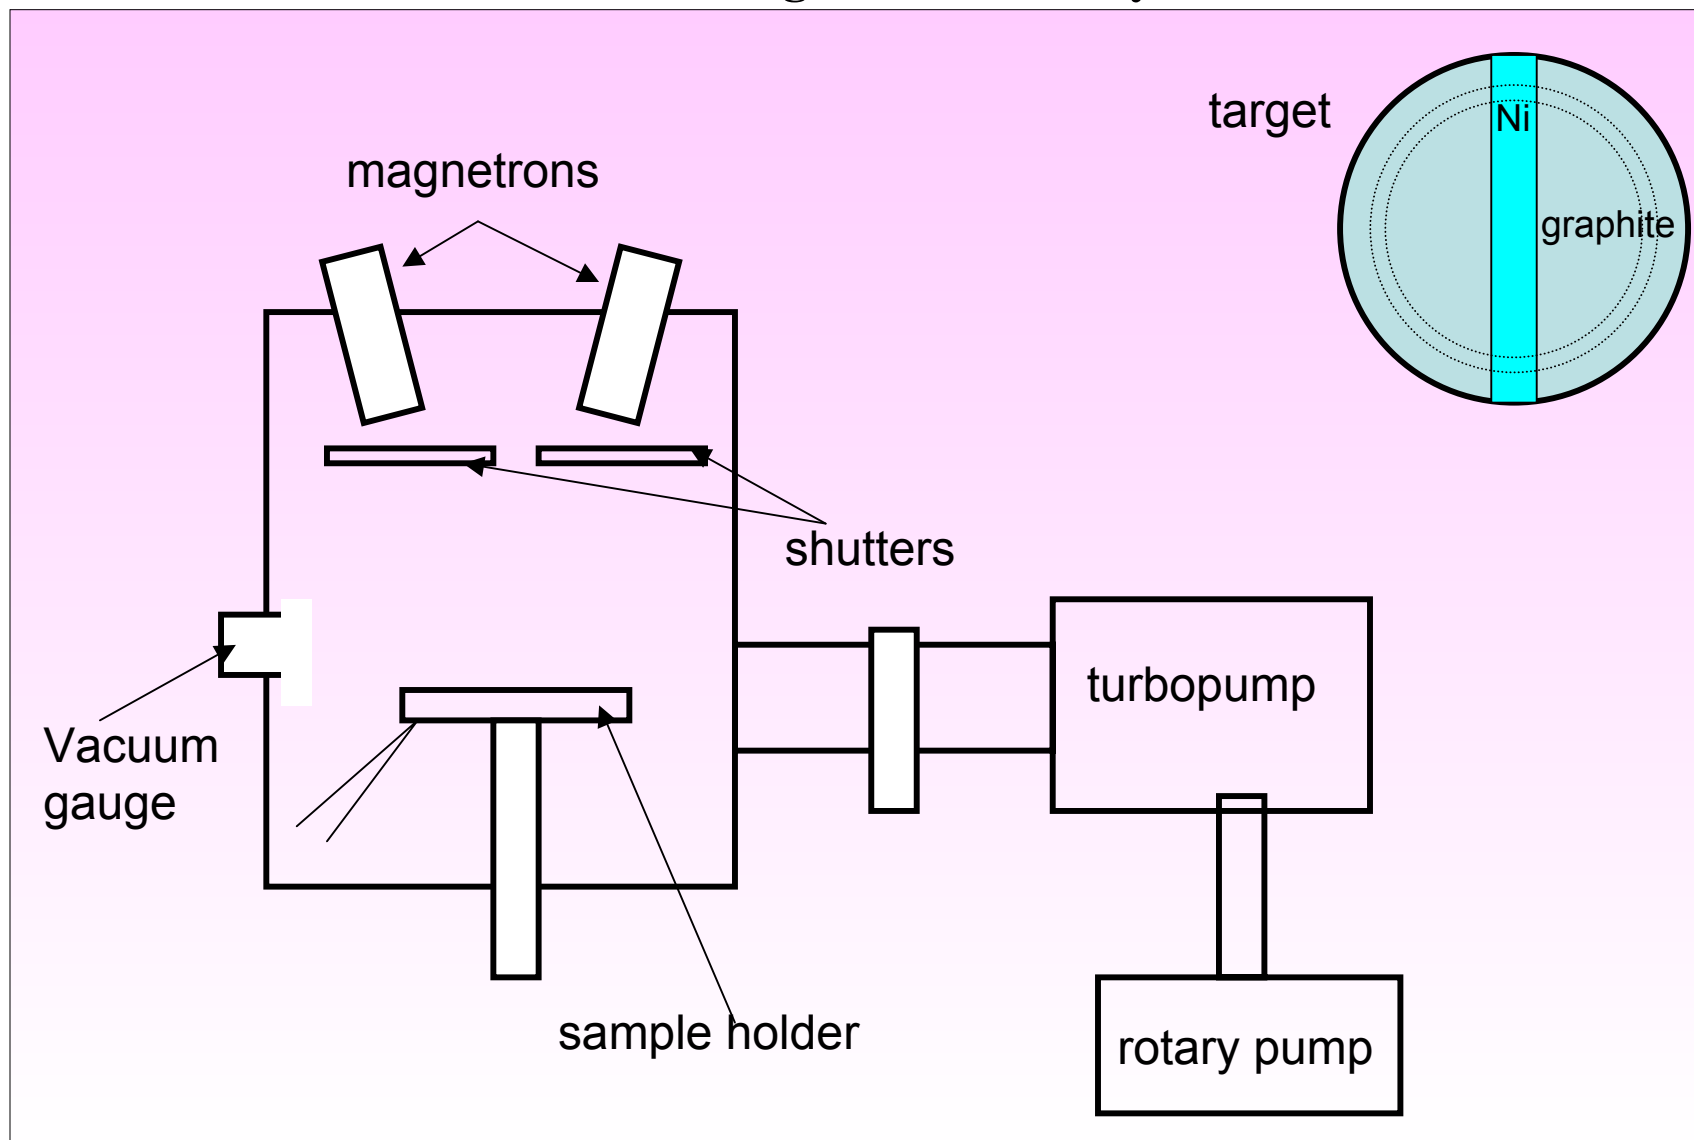 target
Ni
graphite
magnetrons
shutters
turbopump
Vacuum
gauge
sample holder
rotary pump